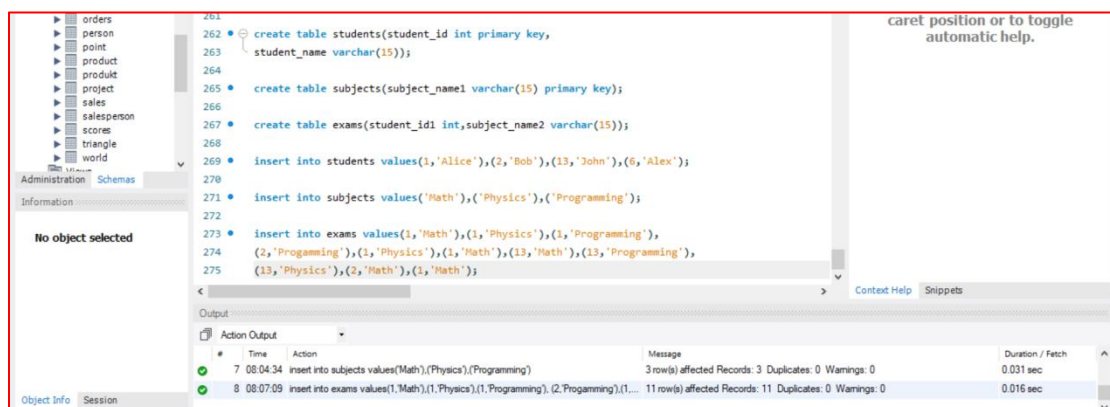 orders
person
point
product
produkt
project
sales
salesperson
scores
triangle
world
Administration Schemas
Information
No object selected
Object Info Session
261
262 create table students(student_id int primary key,
263 student_name varchar(15));
264
265 create table subjects(subject_name1 varchar(15) primary key);
266
267 create table exams(student_id1 int,subject_name2 varchar(15));
268
269 insert into students values(1,'Alice'),(2,'Bob'),(13,'John'),(6,'Alex');
270
271 insert into subjects values('Math'),('Physics'),('Programming');
272
273 insert into exams values(1,'Math'),(1,'Physics'),(1,'Programming'),
274 (2,'Progamming'),(1,'Physics'),(1,'Math'),(13,'Math'),(13,'Programming'),
275 (13,'Physics'),(2,'Math'),(1,'Math');
caret position or to toggle
automatic help.
Context Help Snippets
Output
Action Output
# Time Action Message Duration / Fetch
7 08:04:34 insert into subjects values('Math'),('Physics'),('Programming') 3 row(s) affected Records: 3 Duplicates: 0 Warnings: 0 0.031 sec
8 08:07:09 insert into exams values(1,'Math'),(1,'Physics'),(1,'Programming'), (2,'Progamming'),(1,... 11 row(s) affected Records: 11 Duplicates: 0 Warnings: 0 0.016 sec